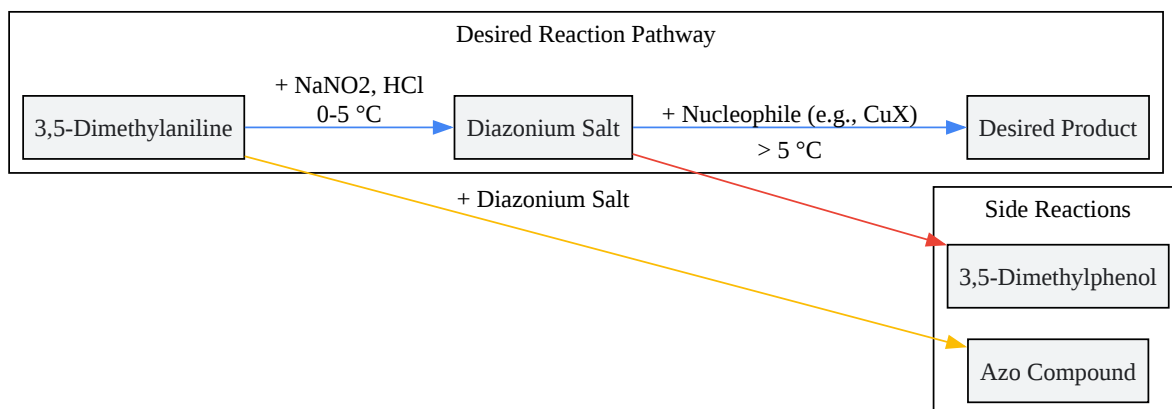 Desired Reaction Pathway
+ NaNO2, HCl
0-5 °C
3,5-Dimethylaniline
Diazonium Salt
+ Nucleophile (e.g., CuX)
> 5 °C
Desired Product
+ Diazonium Salt
Side Reactions
3,5-Dimethylphenol
Azo Compound